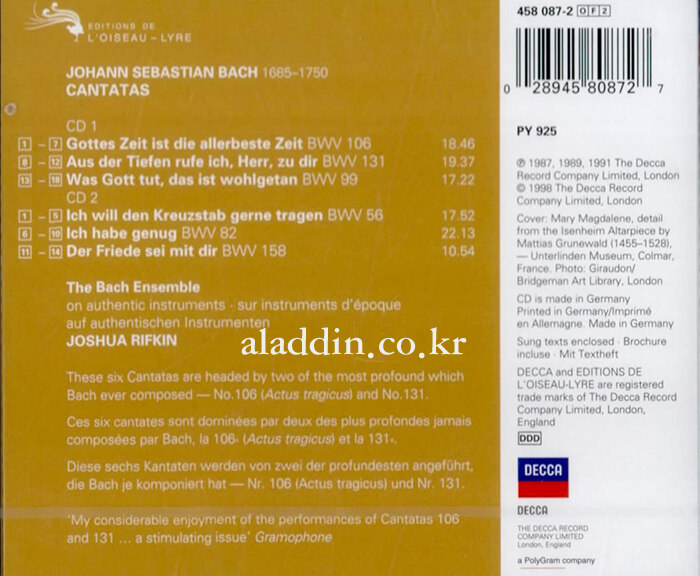 EDITIONS DE
L'OISEAU-LYRE
JOHANN SEBASTIAN BACH 1685-1750
CANTATAS
CD 1
1 - 7 Gottes Zeit ist die allerbeste Zeit BWV 106 18.46
8 - 12 Aus der Tiefen rufe ich, Herr, zu dir BWV 131 19.37
13 - 18 Was Gott tut, das ist wohlgetan BWV 99 17.22
CD 2
1 - 5 Ich will den Kreuzstab gerne tragen BWV 56 17.52
6 - 10 Ich habe genug BWV 82 22.13
11 - 14 Der Friede sei mit dir BWV 158 10.54
The Bach Ensemble
on authentic instruments · sur instruments d'époque
auf authentischen Instrumenten
JOSHUA RIFKIN
aladdin.co.kr
These six Cantatas are headed by two of the most profound which
Bach ever composed — No.106 (Actus tragicus) and No.131.
Ces six cantates sont dominées par deux des plus profondes jamais
composées par Bach, la 106e (Actus tragicus) et la 131e.
Diese sechs Kantaten werden von zwei der profundesten angeführt,
die Bach je komponiert hat — Nr. 106 (Actus tragicus) und Nr. 131.
'My considerable enjoyment of the performances of Cantatas 106
and 131 ... a stimulating issue' Gramophone
458 087-2 OF2
0 28945 80872 7
PY 925
℗ 1987, 1989, 1991 The Decca
Record Company Limited, London
© 1998 The Decca Record
Company Limited, London
Cover: Mary Magdalene, detail
from the Isenheim Altarpiece by
Mattias Grunewald (1455-1528),
— Unterlinden Museum, Colmar,
France. Photo: Giraudon/
Bridgeman Art Library, London
CD is made in Germany
Printed in Germany/Imprimé
en Allemagne. Made in Germany
Sung texts enclosed · Brochure
incluse · Mit Textheft
DECCA and EDITIONS DE
L'OISEAU-LYRE are registered
trade marks of The Decca Record
Company Limited, London,
England
DDD
DECCA
DECCA
THE DECCA RECORD
COMPANY LIMITED
London, England
a PolyGram company